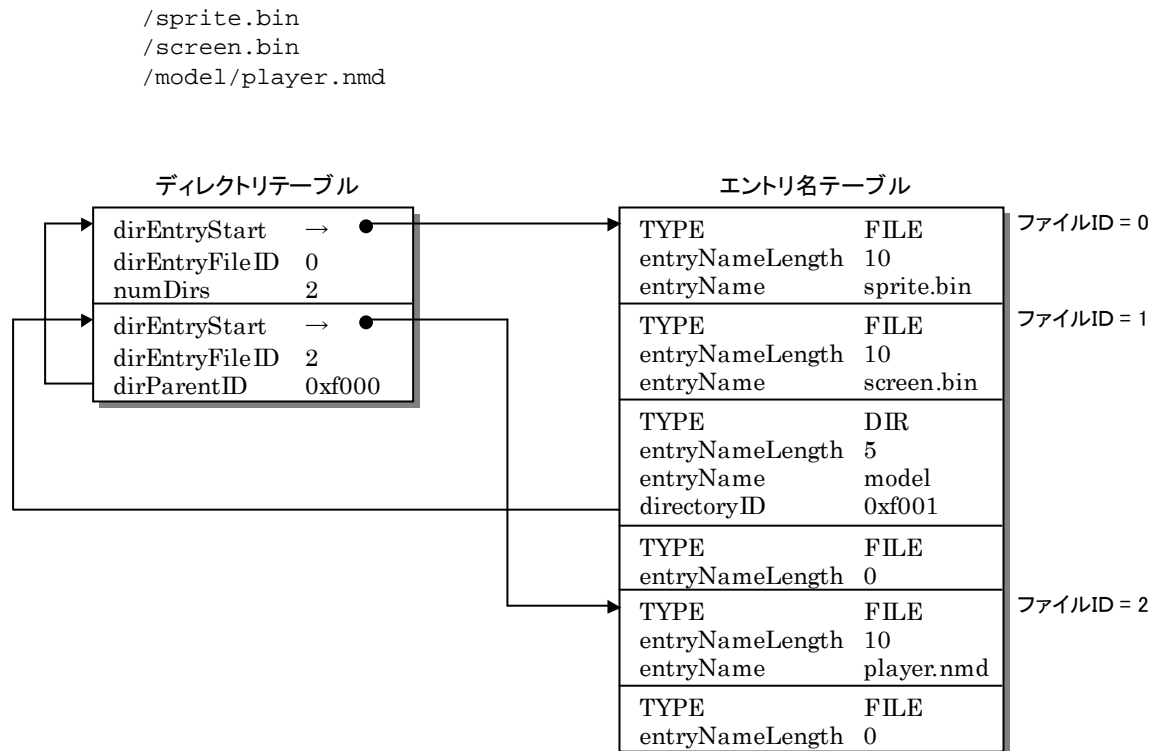 /sprite.bin
/screen.bin
/model/player.nmd
ディレクトリテーブル
dirEntryStart →
dirEntryFileID 0
numDirs 2
dirEntryStart →
dirEntryFileID 2
dirParentID 0xf000
エントリ名テーブル
TYPE FILE
entryNameLength 10
entryName sprite.bin
ファイルID = 0
TYPE FILE
entryNameLength 10
entryName screen.bin
ファイルID = 1
TYPE DIR
entryNameLength 5
entryName model
directoryID 0xf001
TYPE FILE
entryNameLength 0
TYPE FILE
entryNameLength 10
entryName player.nmd
ファイルID = 2
TYPE FILE
entryNameLength 0